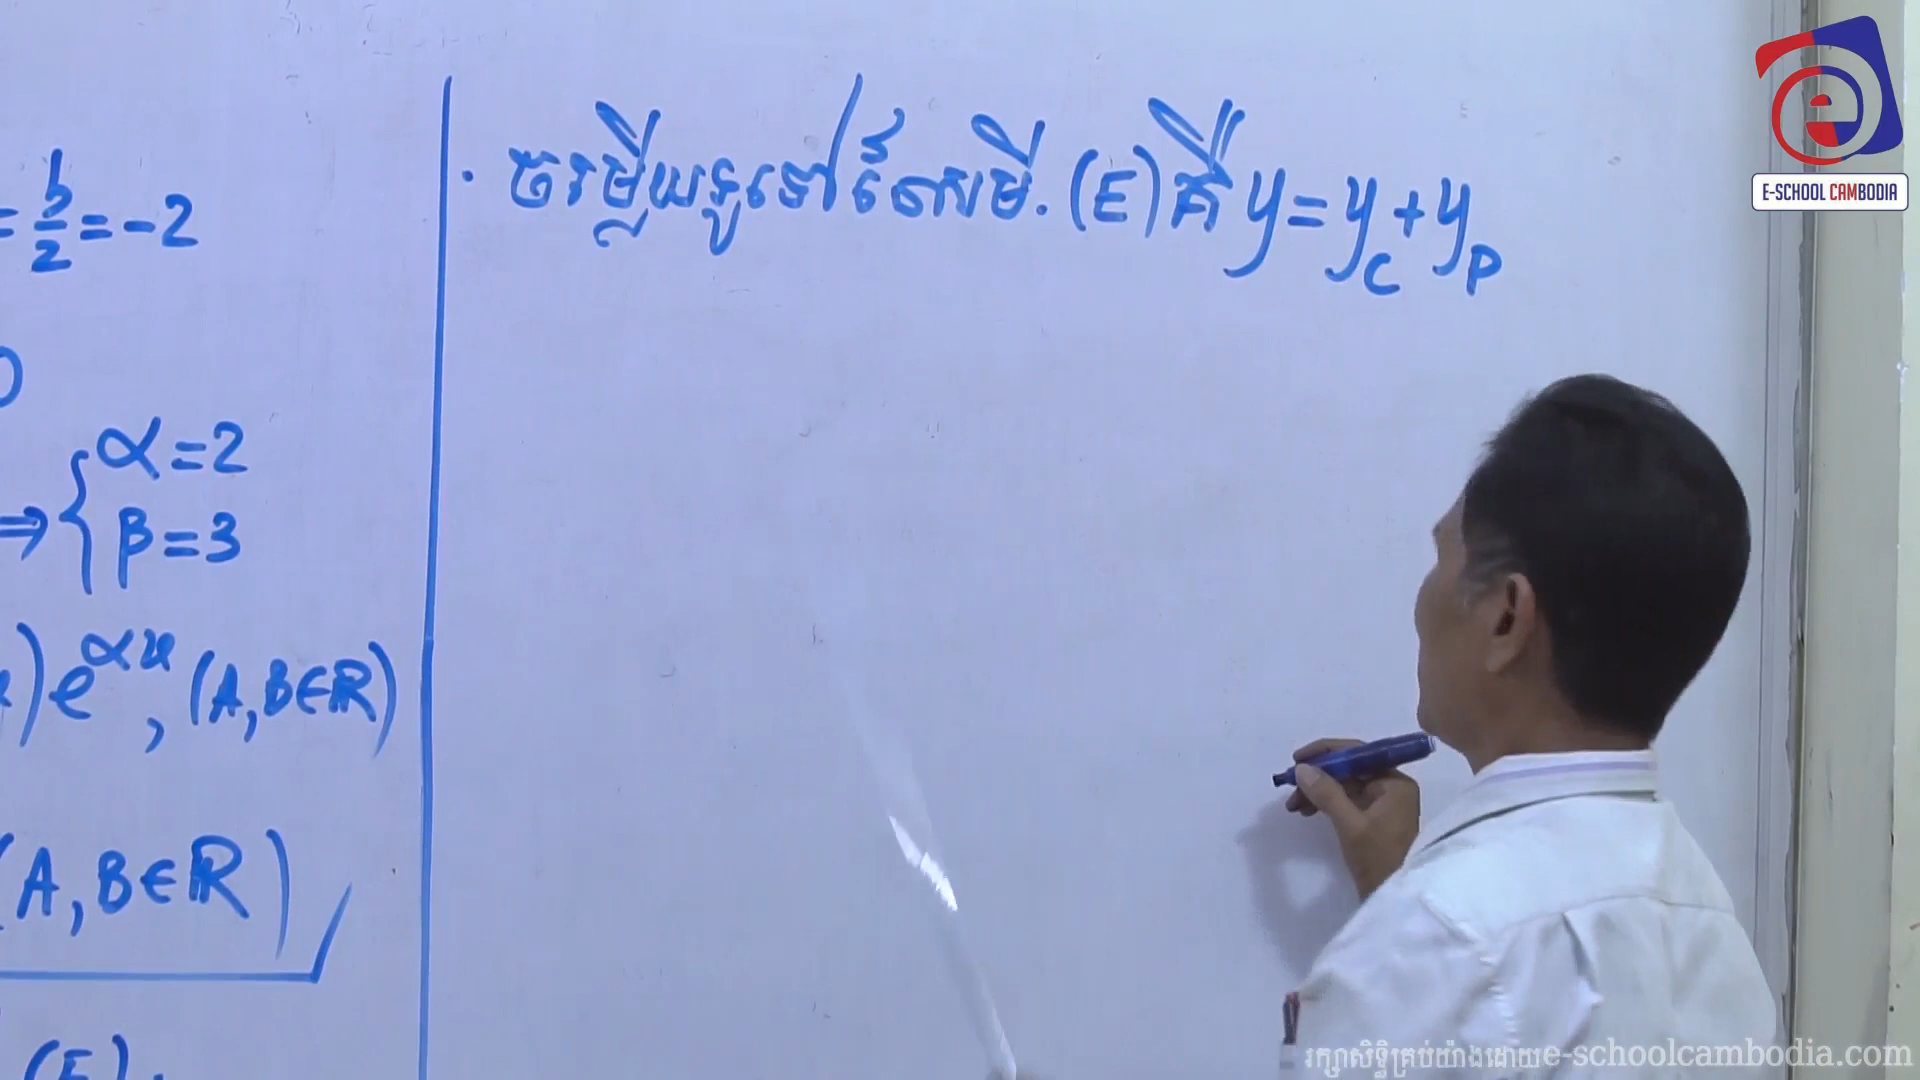 = b/2 = -2
0
⇒ { α = 2
β = 3
) e^αx, (A, B ∈ ℝ)
(A, B ∈ ℝ)
(E).
. ចម្លើយទូទៅនៃសមី. (E) គឺ y = y_c + y_p
E-SCHOOL CAMBODIA
រក្សាសិទ្ធិគ្រប់យ៉ាងដោយ e-schoolcambodia.com